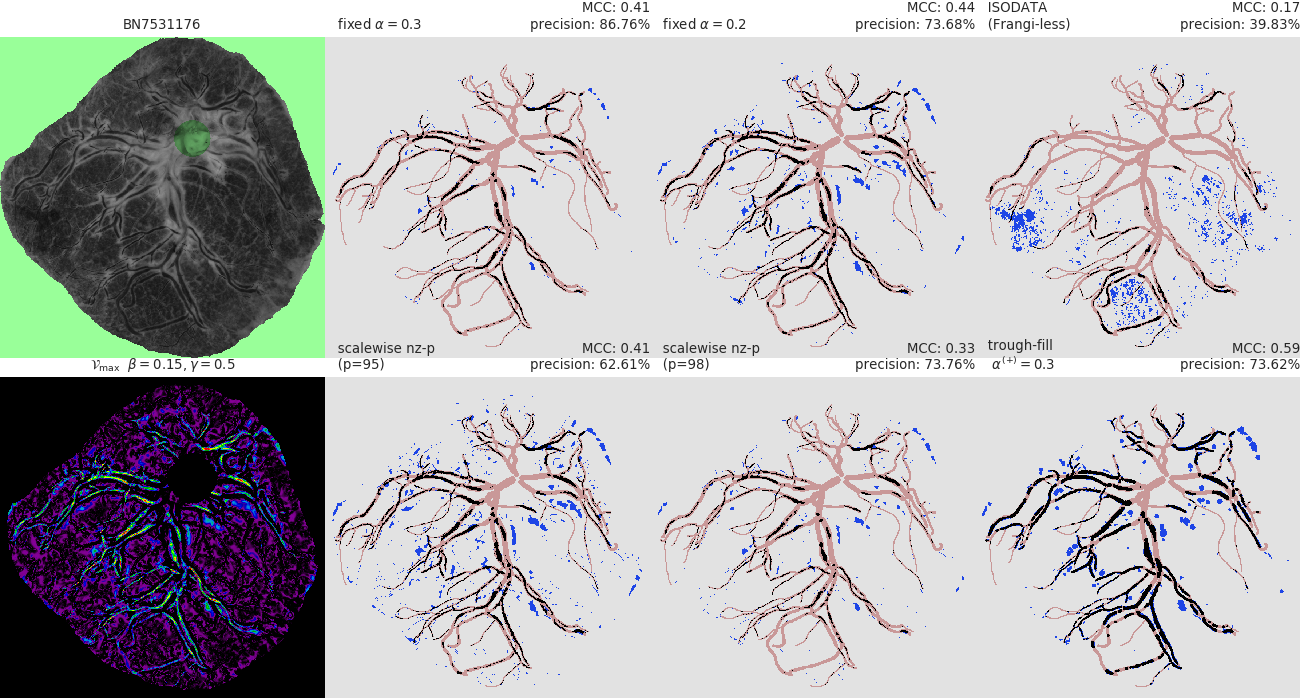 BN7531176
fixed α = 0.3
MCC: 0.41
precision: 86.76%
fixed α = 0.2
MCC: 0.44
precision: 73.68%
ISODATA
(Frangi-less)
MCC: 0.17
precision: 39.83%
𝒱max β = 0.15, γ = 0.5
scalewise nz-p
(p=95)
MCC: 0.41
precision: 62.61%
scalewise nz-p
(p=98)
MCC: 0.33
precision: 73.76%
trough-fill
α(+) = 0.3
MCC: 0.59
precision: 73.62%